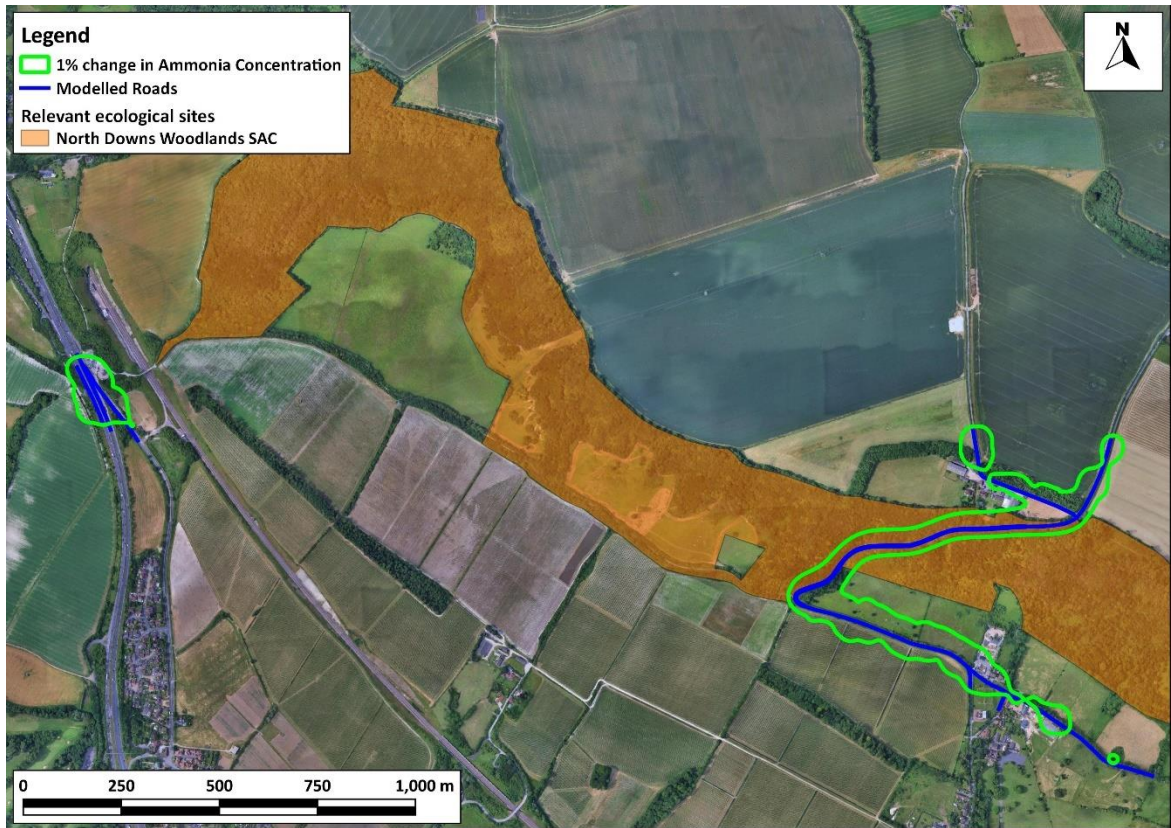 Legend
1% change in Ammonia Concentration
Modelled Roads
Relevant ecological sites
North Downs Woodlands SAC
N
0 250 500 750 1,000 m